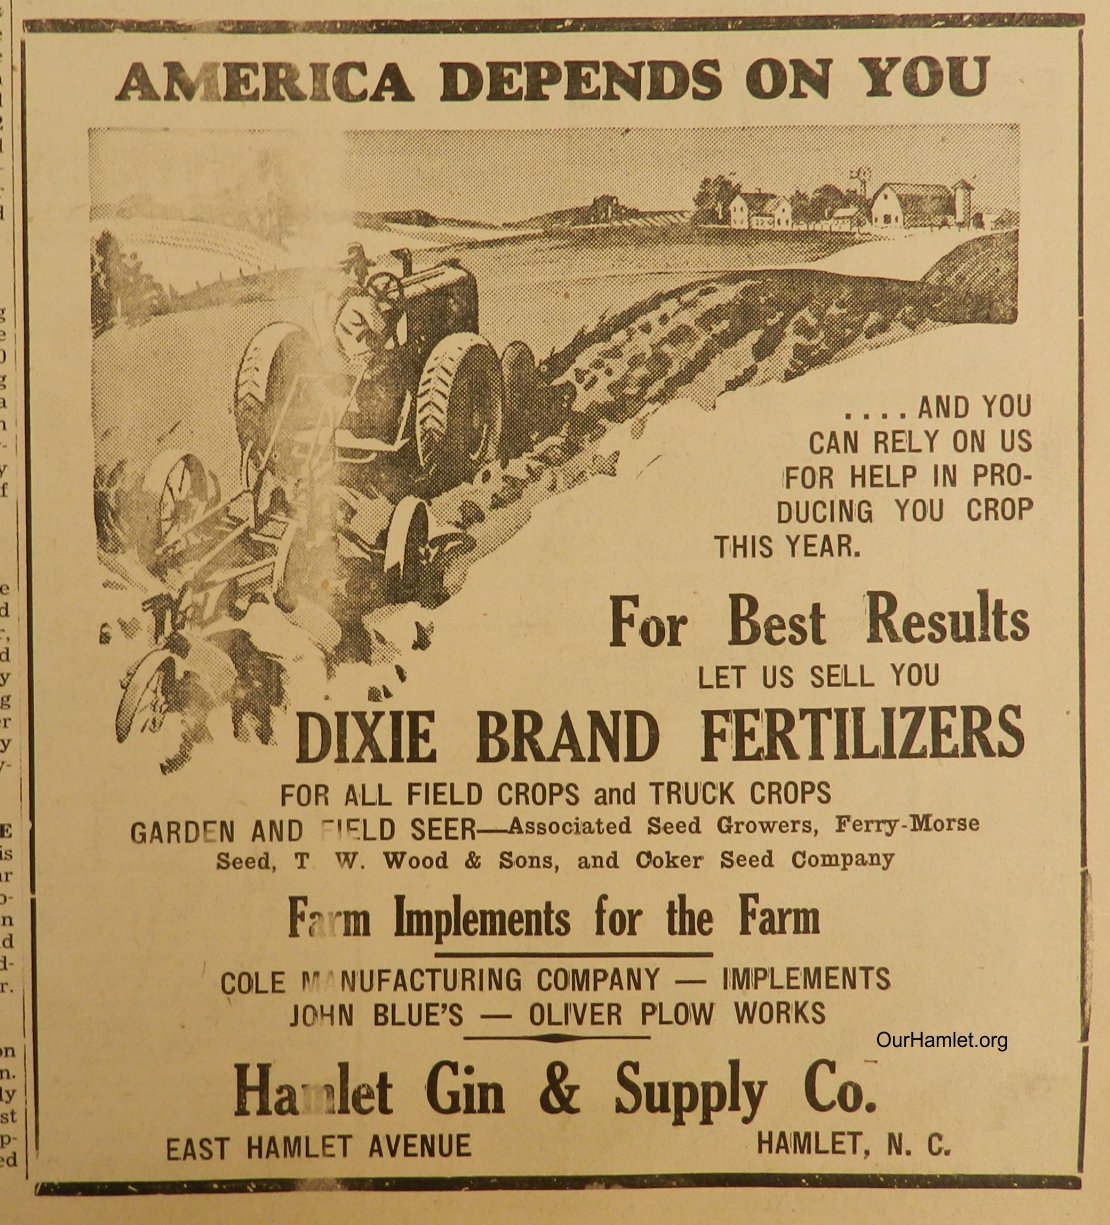 AMERICA DEPENDS ON YOU
. . . . AND YOU
CAN RELY ON US
FOR HELP IN PRO-
DUCING YOU CROP
THIS YEAR.
For Best Results
LET US SELL YOU
DIXIE BRAND FERTILIZERS
FOR ALL FIELD CROPS and TRUCK CROPS
GARDEN AND FIELD SEER—Associated Seed Growers, Ferry-Morse
Seed, T W. Wood & Sons, and Coker Seed Company
Farm Implements for the Farm
COLE MANUFACTURING COMPANY — IMPLEMENTS
JOHN BLUE'S — OLIVER PLOW WORKS
OurHamlet.org
Hamlet Gin & Supply Co.
EAST HAMLET AVENUE HAMLET, N. C.